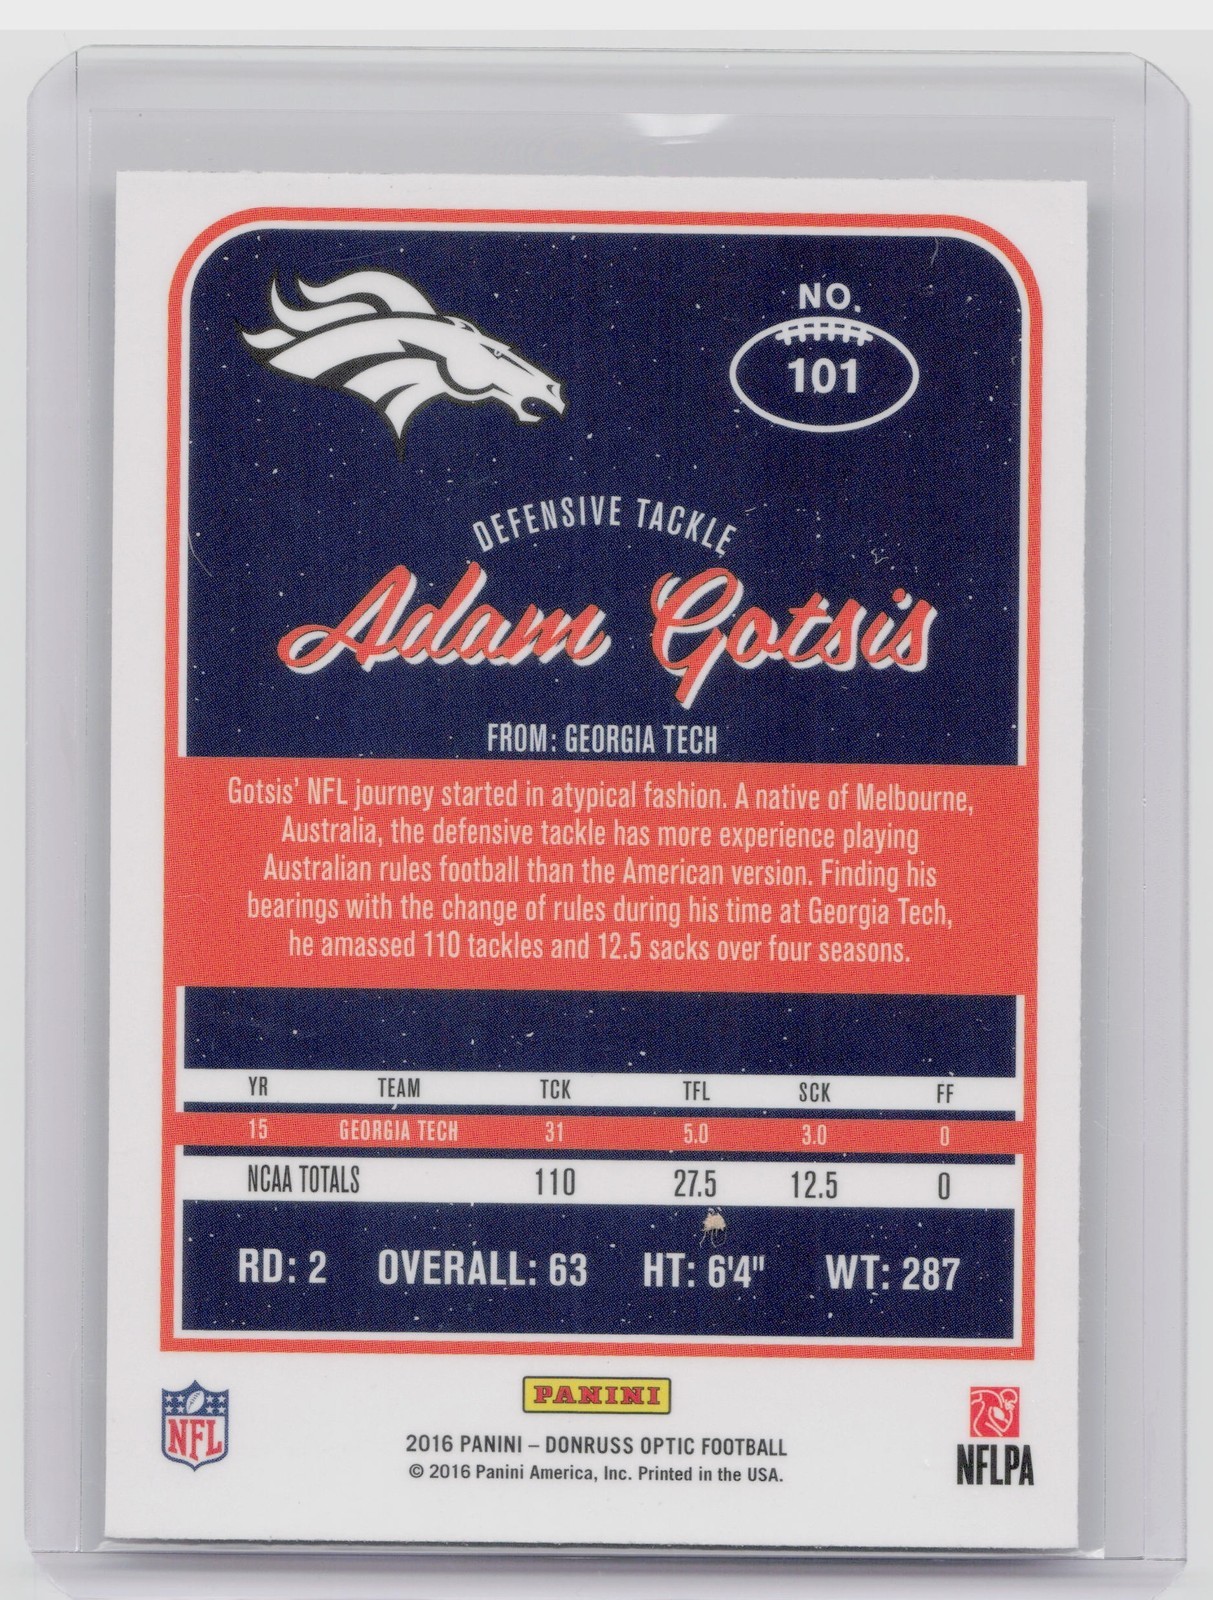 NO.
101
DEFENSIVE TACKLE
Adam Gotsis
FROM: GEORGIA TECH
Gotsis' NFL journey started in atypical fashion. A native of Melbourne,
Australia, the defensive tackle has more experience playing
Australian rules football than the American version. Finding his
bearings with the change of rules during his time at Georgia Tech,
he amassed 110 tackles and 12.5 sacks over four seasons.
YR TEAM TCK TFL SCK FF
15 GEORGIA TECH 31 5.0 3.0 0
NCAA TOTALS 110 27.5 12.5 0
RD: 2 OVERALL: 63 HT: 6'4" WT: 287
PANINI
NFL
2016 PANINI – DONRUSS OPTIC FOOTBALL
© 2016 Panini America, Inc. Printed in the USA.
NFLPA